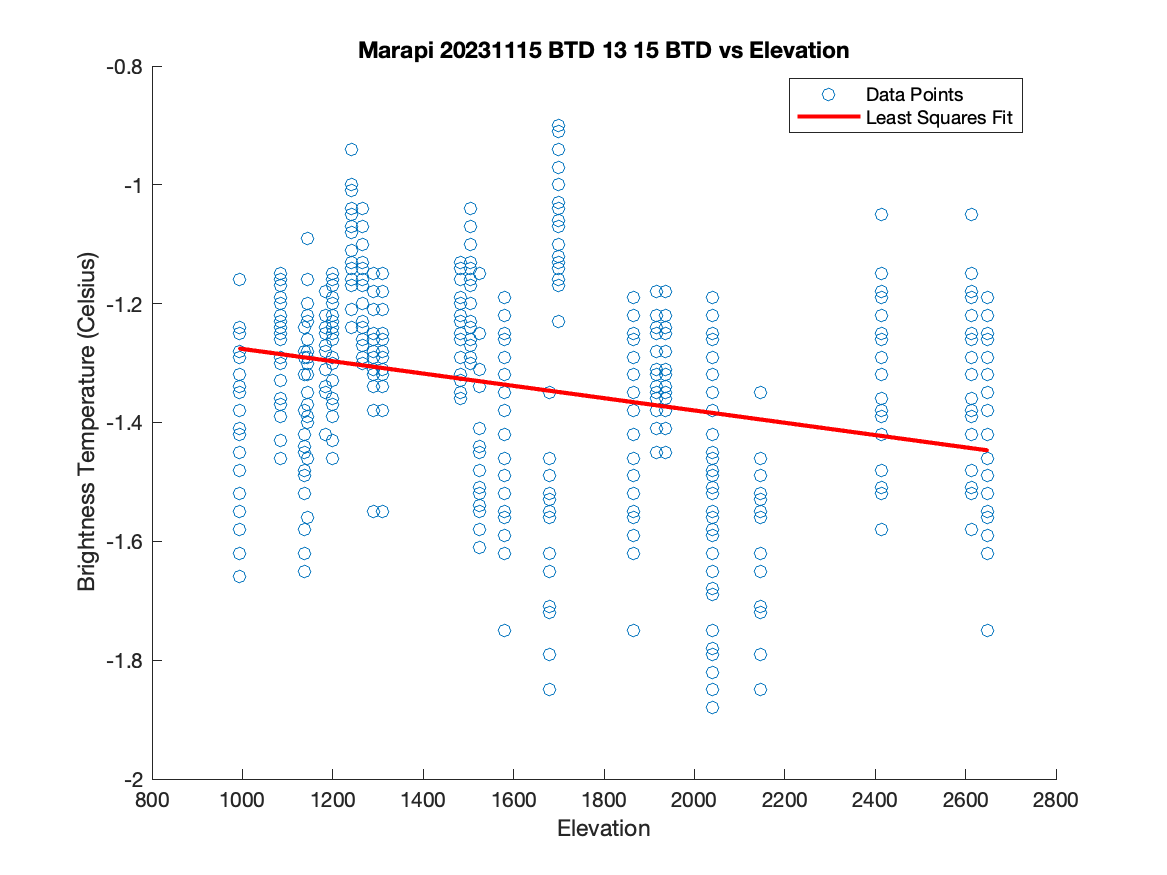 Marapi 20231115 BTD 13 15 BTD vs Elevation
Data Points
Least Squares Fit
-0.8
-1
-1.2
-1.4
-1.6
-1.8
-2
Brightness Temperature (Celsius)
800 1000 1200 1400 1600 1800 2000 2200 2400 2600 2800
Elevation